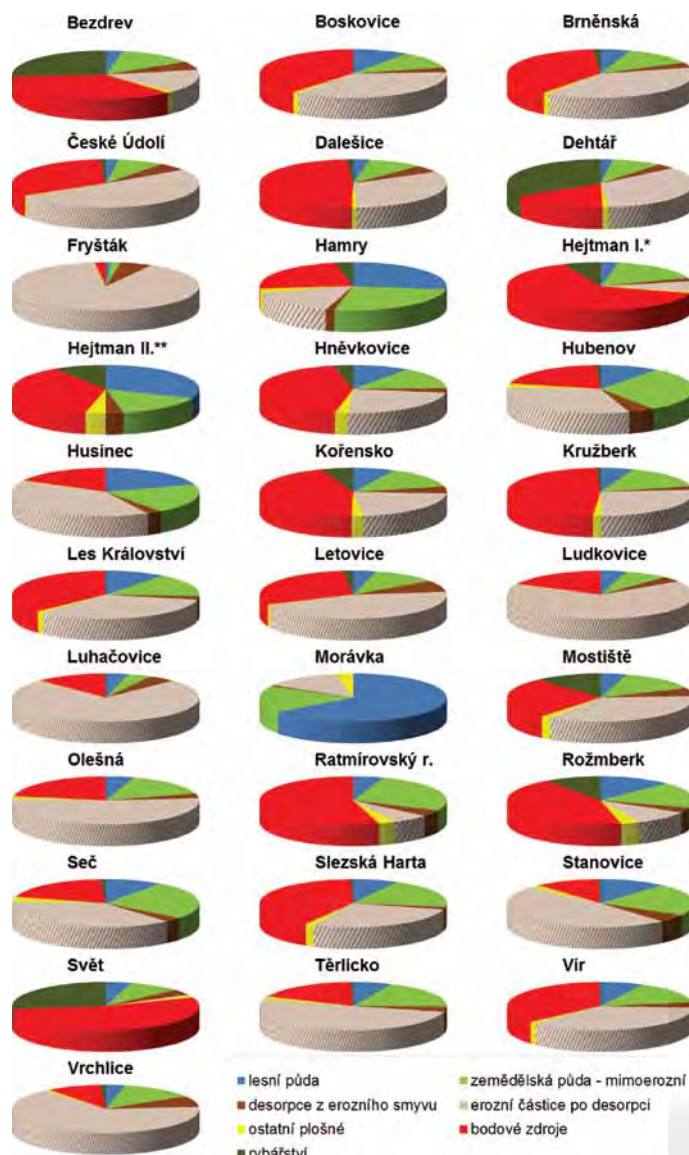 Bezdrev Boskovice Brněnská
České Údolí Dalešice Dehtář
Fryšták Hamry Hejtman I.*
Hejtman II.** Hněvkovice Hubenov
Husinec Kořensko Kružberk
Les Království Letovice Ludkovice
Luhačovice Morávka Mostiště
Olešná Ratmírovský r. Rožmberk
Seč Slezská Harta Stanovice
Svět Těrlicko Vír
Vrchlice
lesní půda zemědělská půda - mimoerozní
desorpce z erozního smyvu erozní částice po desorpci
ostatní plošné bodové zdroje
rybářství